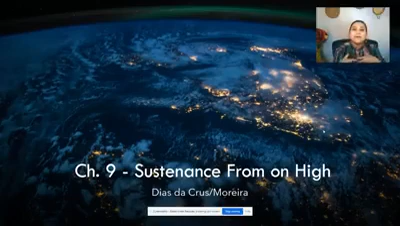 Ch. 9 - Sustenance From on High
Dias da Crus/Moreira